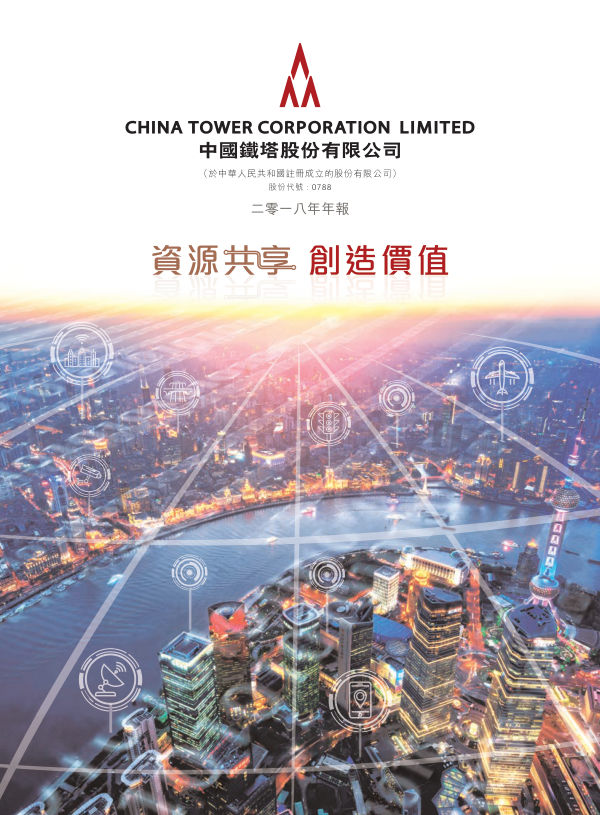 CHINA TOWER CORPORATION LIMITED
中國鐵塔股份有限公司
（於中華人民共和國註冊成立的股份有限公司）
股份代號：0788
二零一八年年報
資源共享 創造價值